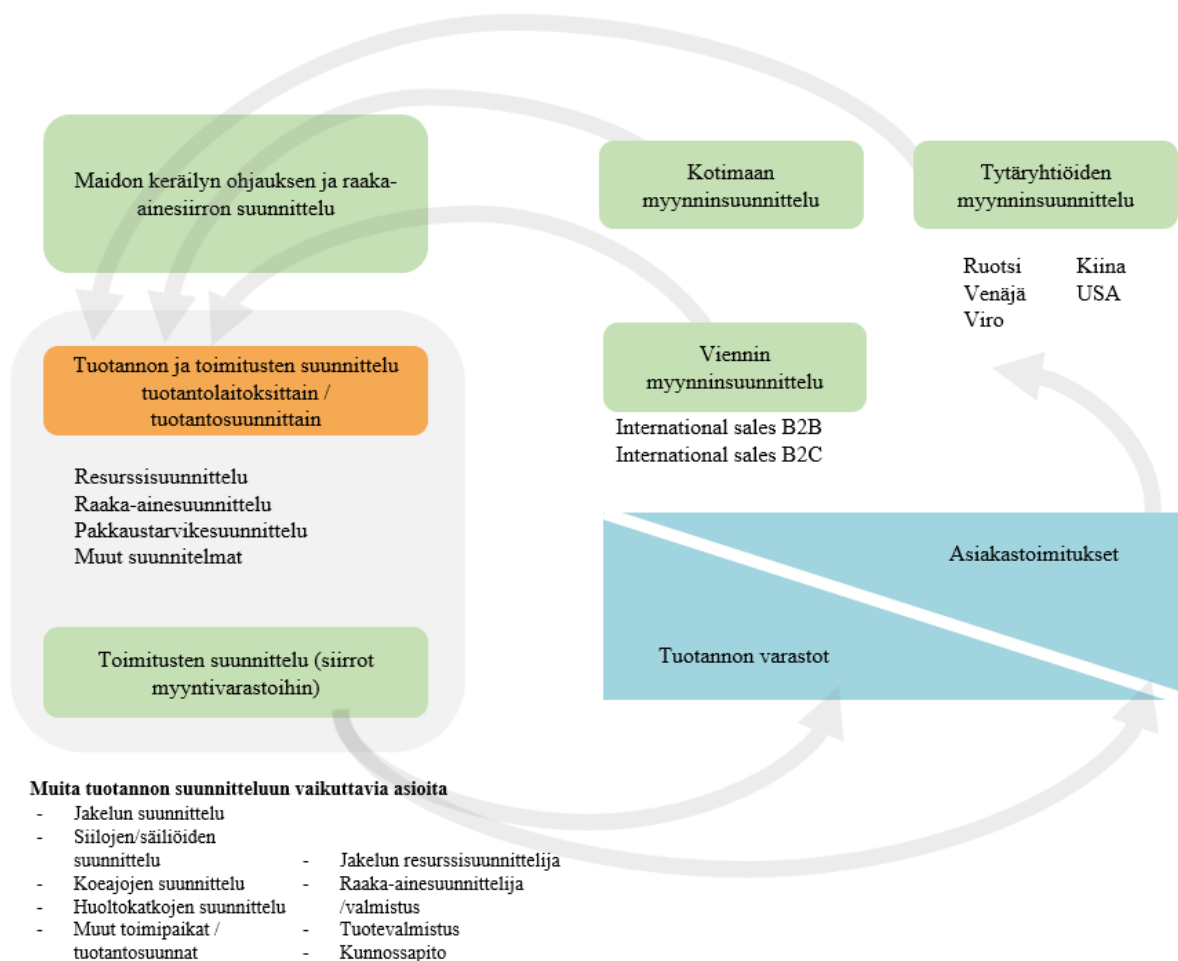 Maidon keräilyn ohjauksen ja raaka-
ainesiirron suunnittelu
Kotimaan
myynninsuunnittelu
Tytäryhtiöiden
myynninsuunnittelu
Ruotsi
Venäjä
Viro
Kiina
USA
Tuotannon ja toimitusten suunnittelu
tuotantolaitoksittain /
tuotantosuunnittain
Viennin
myynninsuunnittelu
International sales B2B
International sales B2C
Resurssisuunnittelu
Raaka-ainesuunnittelu
Pakkaustarvikesuunnittelu
Muut suunnitelmat
Asiakastoimitukset
Tuotannon varastot
Toimitusten suunnittelu (siirrot
myyntivarastoihin)
Muita tuotannon suunnitteluun vaikuttavia asioita
- Jakelun suunnittelu
- Siilojen/säiliöiden
suunnittelu
- Koeajojen suunnittelu
- Huoltokatkojen suunnittelu
- Muut toimipaikat /
tuotantosuunnat
- Jakelun resurssisuunnittelija
- Raaka-ainesuunnittelija
/valmistus
- Tuotevalmistus
- Kunnossapito